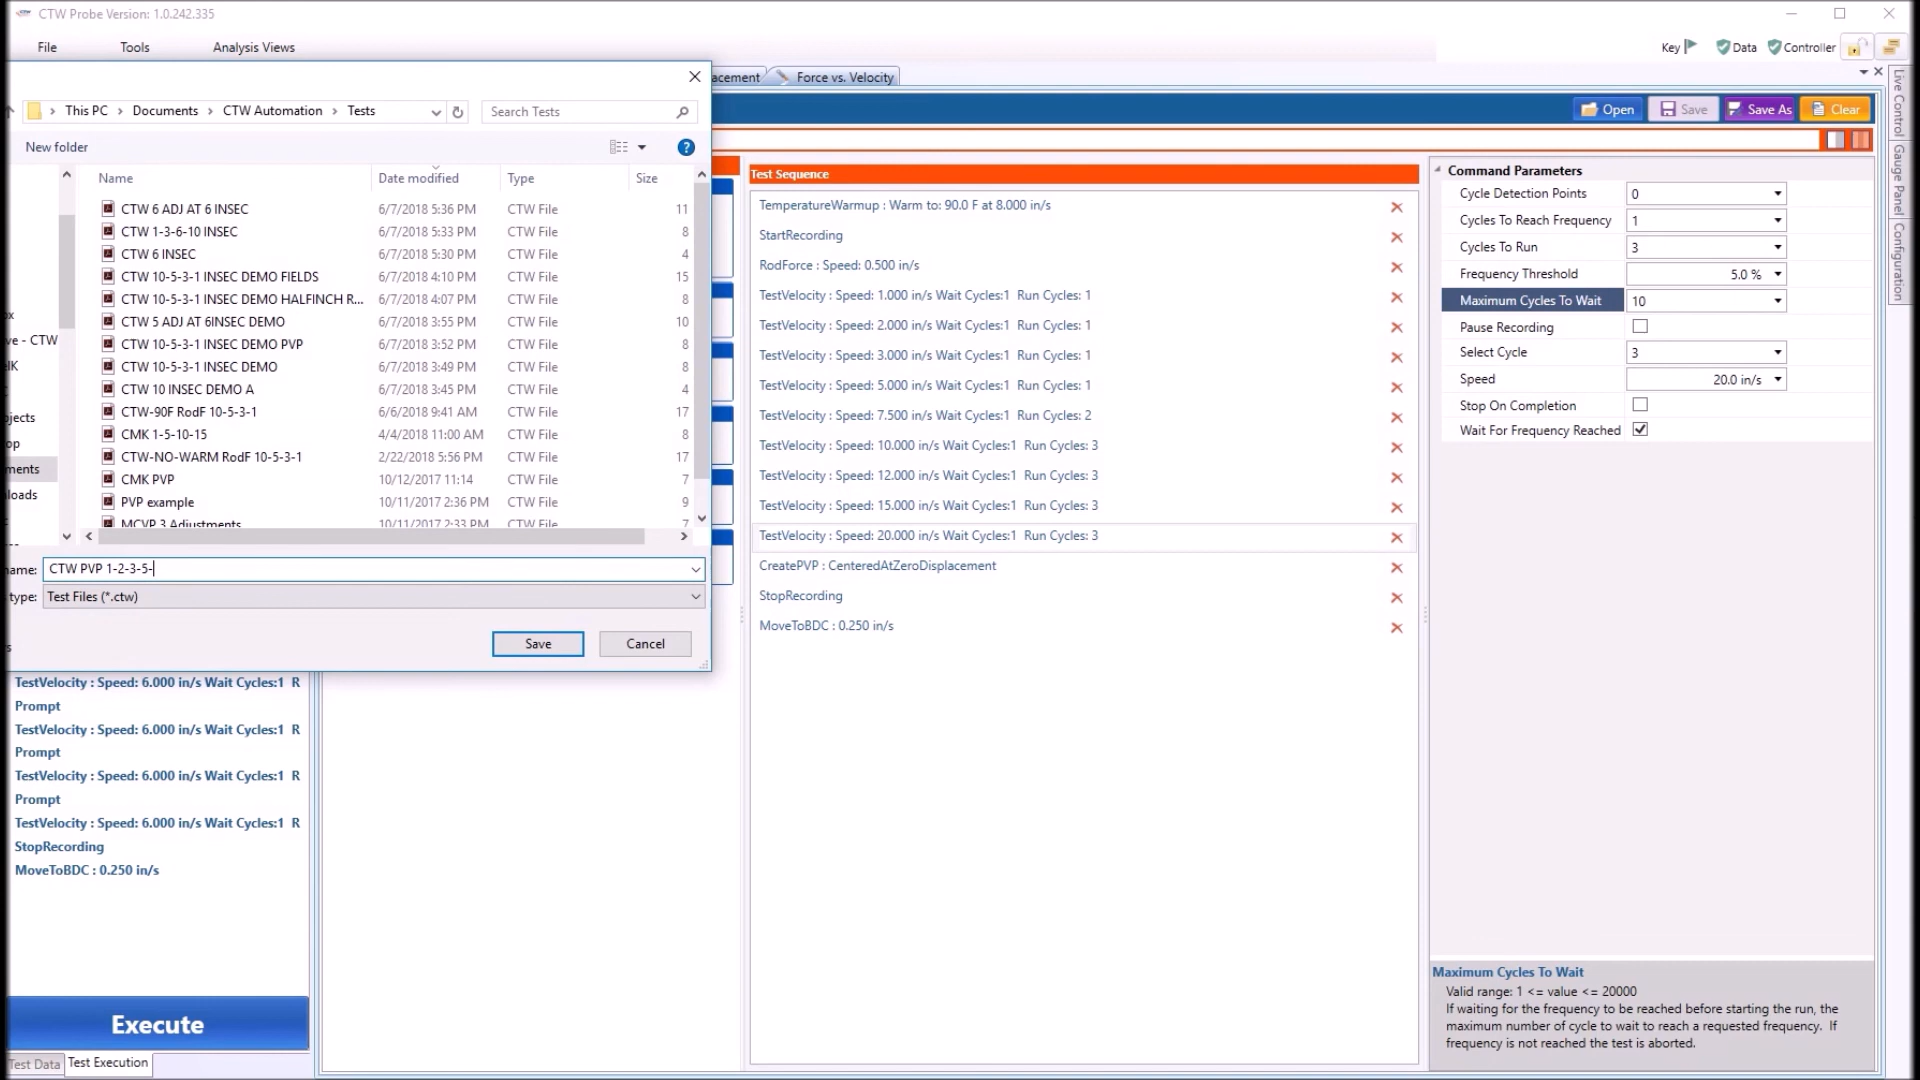 CTW Probe Version: 1.0.242.335
File Tools Analysis Views
Key Data Controller
acement Force vs. Velocity
This PC > Documents > CTW Automation > Tests
Search Tests
Open Save Save As Clear
New folder
Name Date modified Type Size
CTW 6 ADJ AT 6 INSEC 6/7/2018 5:36 PM CTW File 11
CTW 1-3-6-10 INSEC 6/7/2018 5:33 PM CTW File 8
CTW 6 INSEC 6/7/2018 5:30 PM CTW File 4
CTW 10-5-3-1 INSEC DEMO FIELDS 6/7/2018 4:10 PM CTW File 15
CTW 10-5-3-1 INSEC DEMO HALFINCH R... 6/7/2018 4:07 PM CTW File 8
CTW 5 ADJ AT 6INSEC DEMO 6/7/2018 3:55 PM CTW File 10
CTW 10-5-3-1 INSEC DEMO PVP 6/7/2018 3:52 PM CTW File 8
CTW 10-5-3-1 INSEC DEMO 6/7/2018 3:49 PM CTW File 8
CTW 10 INSEC DEMO A 6/7/2018 3:45 PM CTW File 4
CTW-90F RodF 10-5-3-1 6/6/2018 9:41 AM CTW File 17
CMK 1-5-10-15 4/4/2018 11:00 AM CTW File 8
CTW-NO-WARM RodF 10-5-3-1 2/22/2018 5:56 PM CTW File 17
CMK PVP 10/12/2017 11:14 CTW File 7
PVP example 10/11/2017 2:36 PM CTW File 9
MCVP 3 Adjustments 10/11/2017 2:33 PM CTW File 7
ox
ve - CTW
elK
jects
op
ments
loads
ame: CTW PVP 1-2-3-5-
type: Test Files (*.ctw)
s
Save Cancel
TestVelocity : Speed: 6.000 in/s Wait Cycles:1 R
Prompt
TestVelocity : Speed: 6.000 in/s Wait Cycles:1 R
Prompt
TestVelocity : Speed: 6.000 in/s Wait Cycles:1 R
Prompt
TestVelocity : Speed: 6.000 in/s Wait Cycles:1 R
StopRecording
MoveToBDC : 0.250 in/s
Execute
Test Data Test Execution
Test Sequence
TemperatureWarmup : Warm to: 90.0 F at 8.000 in/s
StartRecording
RodForce : Speed: 0.500 in/s
TestVelocity : Speed: 1.000 in/s Wait Cycles:1 Run Cycles: 1
TestVelocity : Speed: 2.000 in/s Wait Cycles:1 Run Cycles: 1
TestVelocity : Speed: 3.000 in/s Wait Cycles:1 Run Cycles: 1
TestVelocity : Speed: 5.000 in/s Wait Cycles:1 Run Cycles: 1
TestVelocity : Speed: 7.500 in/s Wait Cycles:1 Run Cycles: 2
TestVelocity : Speed: 10.000 in/s Wait Cycles:1 Run Cycles: 3
TestVelocity : Speed: 12.000 in/s Wait Cycles:1 Run Cycles: 3
TestVelocity : Speed: 15.000 in/s Wait Cycles:1 Run Cycles: 3
TestVelocity : Speed: 20.000 in/s Wait Cycles:1 Run Cycles: 3
CreatePVP : CenteredAtZeroDisplacement
StopRecording
MoveToBDC : 0.250 in/s
Command Parameters
Cycle Detection Points 0
Cycles To Reach Frequency 1
Cycles To Run 3
Frequency Threshold 5.0 %
Maximum Cycles To Wait 10
Pause Recording
Select Cycle 3
Speed 20.0 in/s
Stop On Completion
Wait For Frequency Reached
Maximum Cycles To Wait
Valid range: 1 <= value <= 20000
If waiting for the frequency to be reached before starting the run, the
maximum number of cycle to wait to reach a requested frequency. If
frequency is not reached the test is aborted.
Live Control
Gauge Panel
Configuration